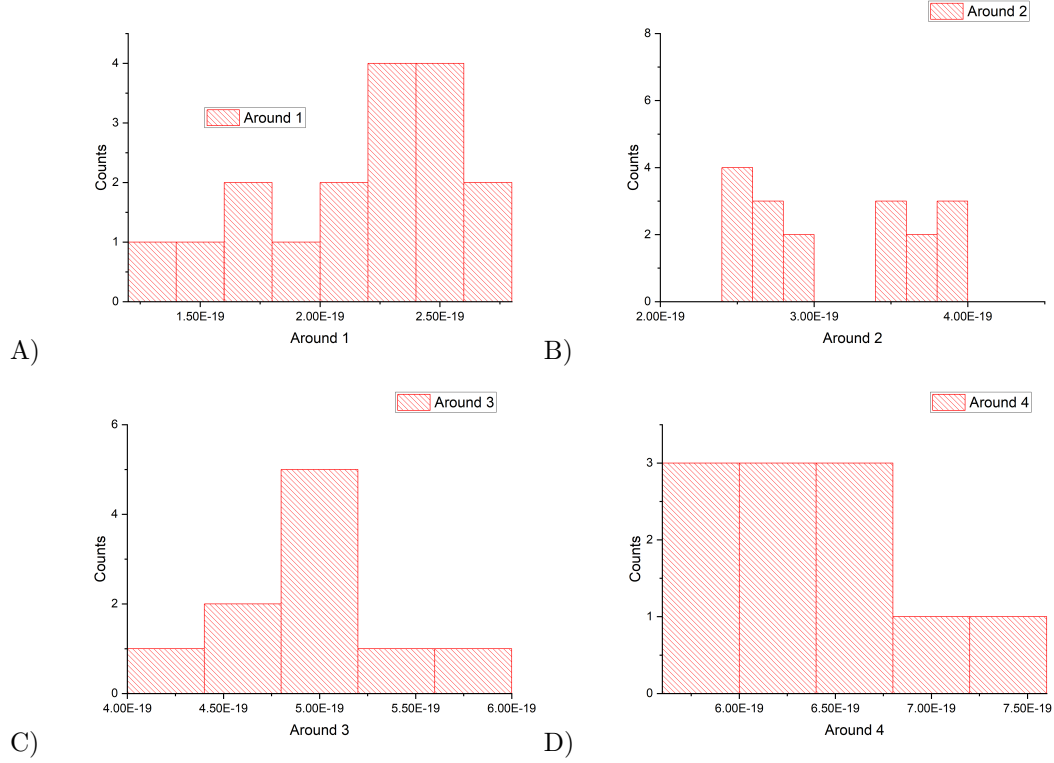 Around 1
Counts
4
3
2
1
0
1.50E-19 2.00E-19 2.50E-19
Around 1
A)
Around 2
Counts
8
6
4
2
0
2.00E-19 3.00E-19 4.00E-19
Around 2
B)
Around 3
Counts
6
4
2
0
4.00E-19 4.50E-19 5.00E-19 5.50E-19 6.00E-19
Around 3
C)
Around 4
Counts
3
2
1
0
6.00E-19 6.50E-19 7.00E-19 7.50E-19
Around 4
D)